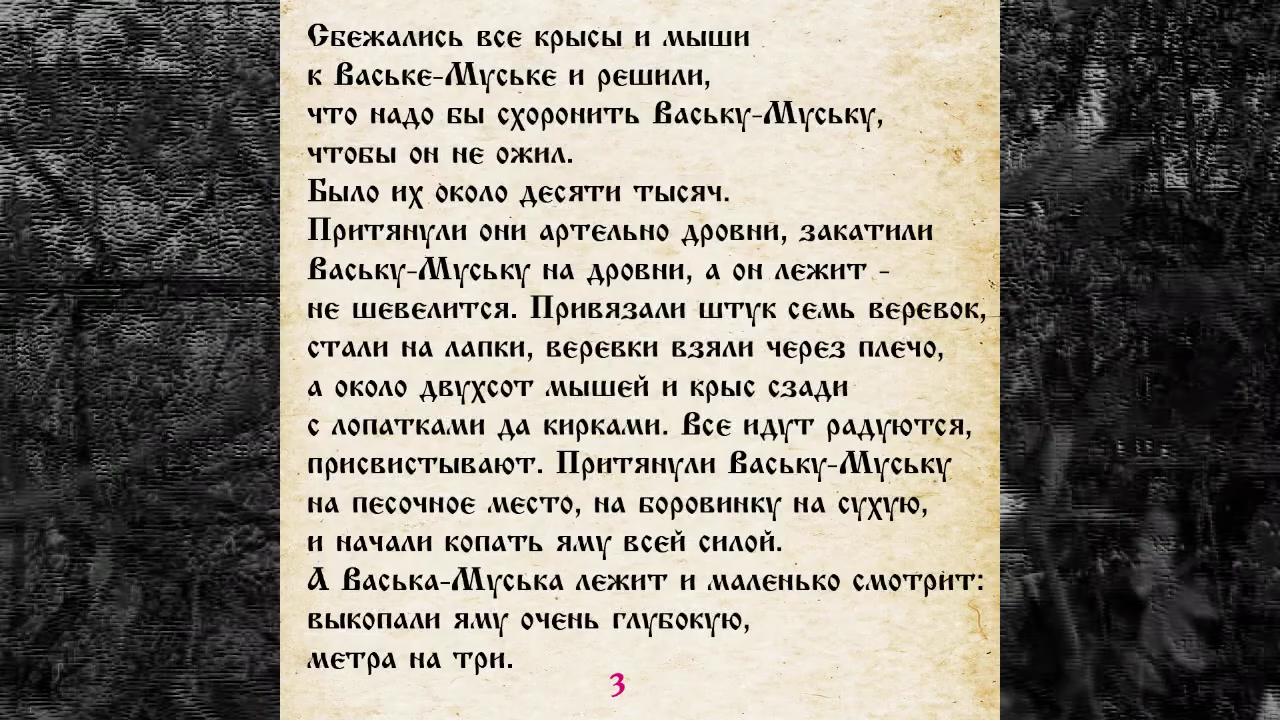 Сбежались все крысы и мыши
к Ваське-Муське и решили,
что надо бы схоронить Ваську-Муську,
чтобы он не ожил.
Было их около десяти тысяч.
Притянули они артельно дровни, закатили
Ваську-Муську на дровни, а он лежит -
не шевелится. Привязали штук семь веревок,
стали на лапки, веревки взяли через плечо,
а около двухсот мышей и крыс сзади
с лопатками да кирками. Все идут радуются,
присвистывают. Притянули Ваську-Муську
на песочное место, на боровинку на сухую,
и начали копать яму всей силой.
А Васька-Муська лежит и маленько смотрит:
выкопали яму очень глубокую,
метра на три.
3